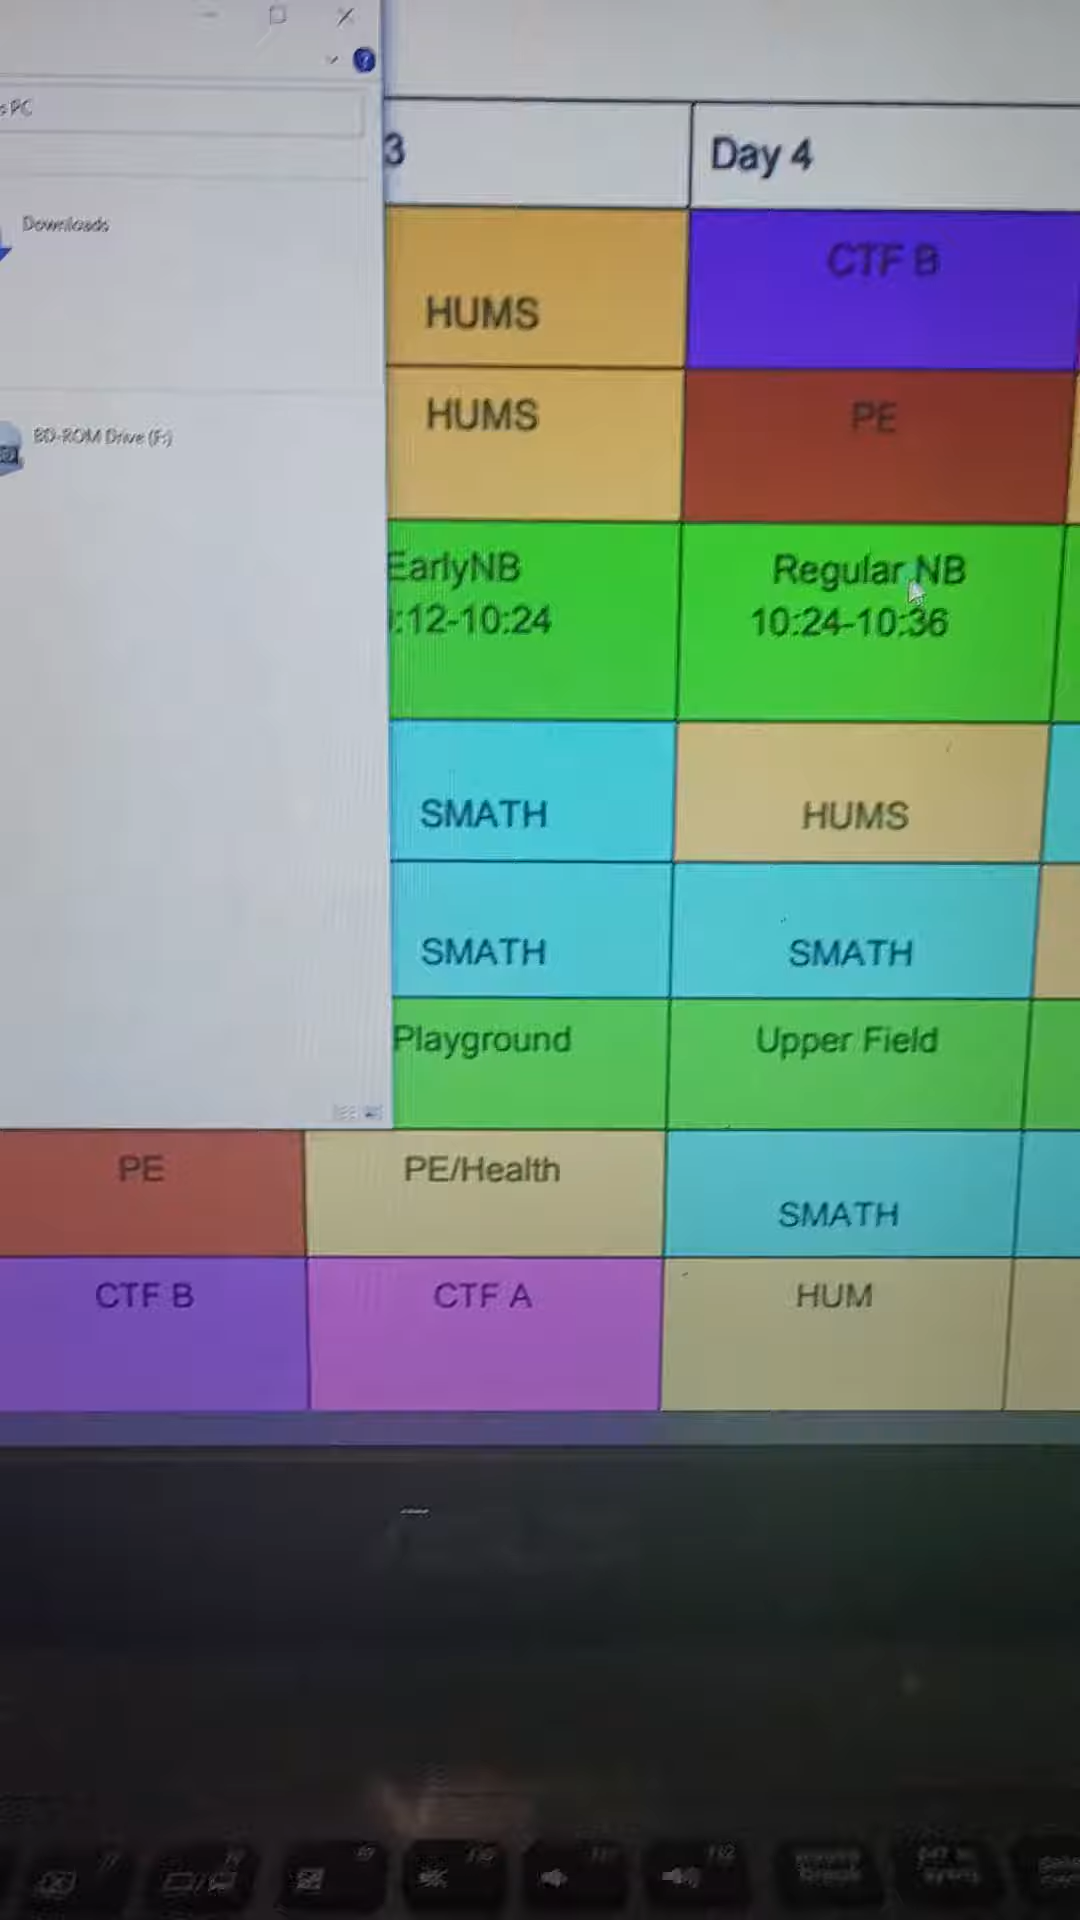 s PC
Downloads
BD-ROM Drive (F:)
3
Day 4
HUMS
CTF B
HUMS
PE
EarlyNB
Regular NB
:12-10:24
10:24-10:36
SMATH
HUMS
SMATH
SMATH
Playground
Upper Field
PE
PE/Health
SMATH
CTF B
CTF A
HUM